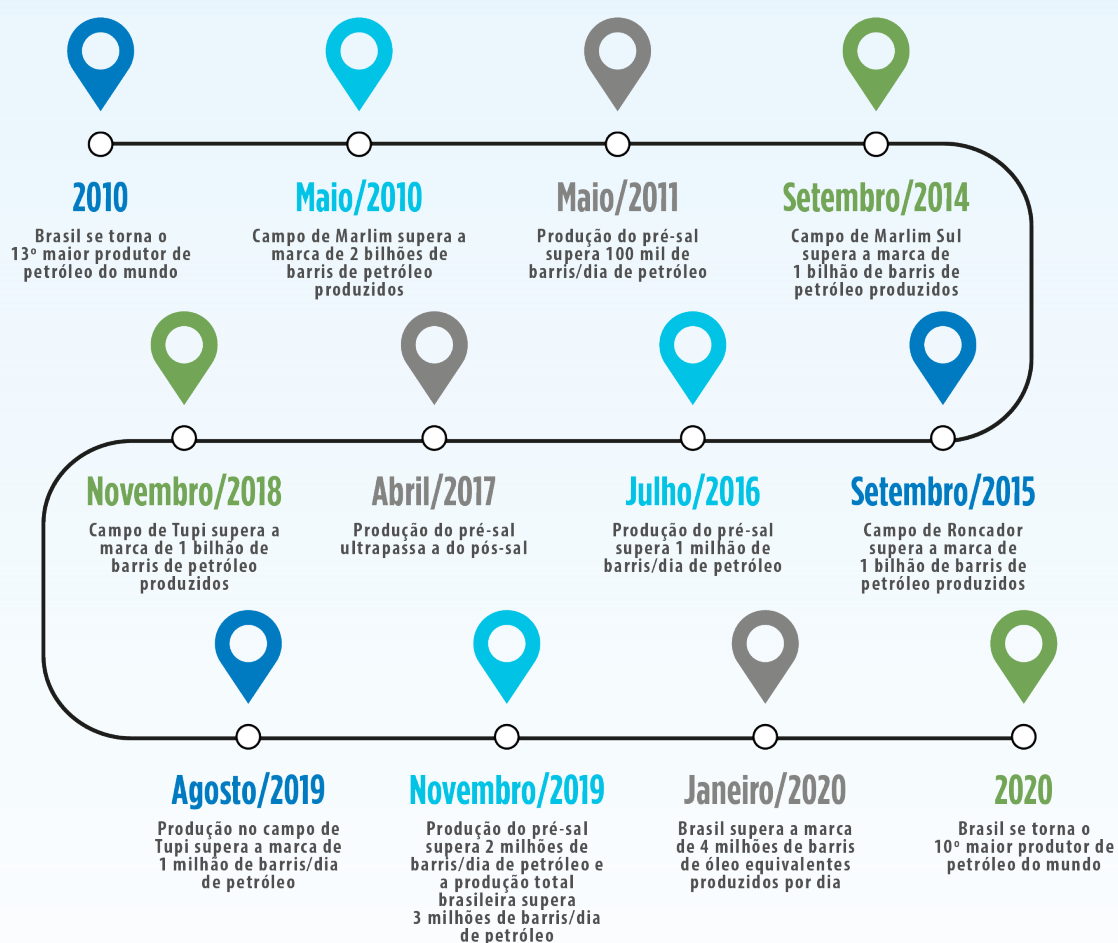 2010
Brasil se torna o
13º maior produtor de
petróleo do mundo
Maio/2010
Campo de Marlim supera a
marca de 2 bilhões de
barris de petróleo
produzidos
Maio/2011
Produção do pré-sal
supera 100 mil de
barris/dia de petróleo
Setembro/2014
Campo de Marlim Sul
supera a marca de
1 bilhão de barris de
petróleo produzidos
Setembro/2015
Campo de Roncador
supera a marca de
1 bilhão de barris de
petróleo produzidos
Julho/2016
Produção do pré-sal
supera 1 milhão de
barris/dia de petróleo
Abril/2017
Produção do pré-sal
ultrapassa a do pós-sal
Novembro/2018
Campo de Tupi supera a
marca de 1 bilhão de
barris de petróleo
produzidos
Agosto/2019
Produção no campo de
Tupi supera a marca de
1 milhão de barris/dia
de petróleo
Novembro/2019
Produção do pré-sal
supera 2 milhões de
barris/dia de petróleo e
a produção total
brasileira supera
3 milhões de barris/dia
de petróleo
Janeiro/2020
Brasil supera a marca
de 4 milhões de barris
de óleo equivalentes
produzidos por dia
2020
Brasil se torna o
10º maior produtor de
petróleo do mundo